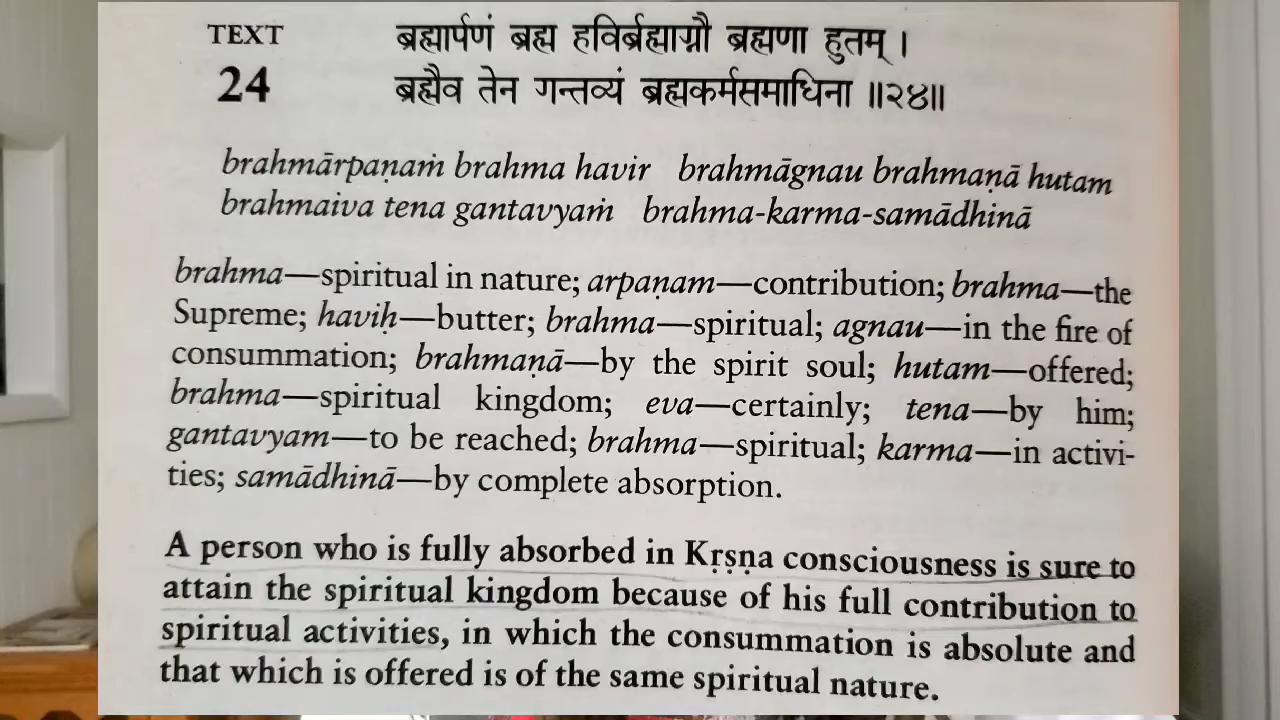 TEXT
24
ब्रह्मार्पणं ब्रह्म हविर्ब्रह्माग्नौ ब्रह्मणा हुतम् ।
ब्रह्मैव तेन गन्तव्यं ब्रह्मकर्मसमाधिना ॥२४॥
brahmārpaṇaṁ brahma havir brahmāgnau brahmaṇā hutam
brahmaiva tena gantavyaṁ brahma-karma-samādhinā
brahma—spiritual in nature; arpaṇam—contribution; brahma—the
Supreme; haviḥ—butter; brahma—spiritual; agnau—in the fire of
consummation; brahmaṇā—by the spirit soul; hutam—offered;
brahma—spiritual kingdom; eva—certainly; tena—by him;
gantavyam—to be reached; brahma—spiritual; karma—in activi-
ties; samādhinā—by complete absorption.
A person who is fully absorbed in Kṛṣṇa consciousness is sure to
attain the spiritual kingdom because of his full contribution to
spiritual activities, in which the consummation is absolute and
that which is offered is of the same spiritual nature.